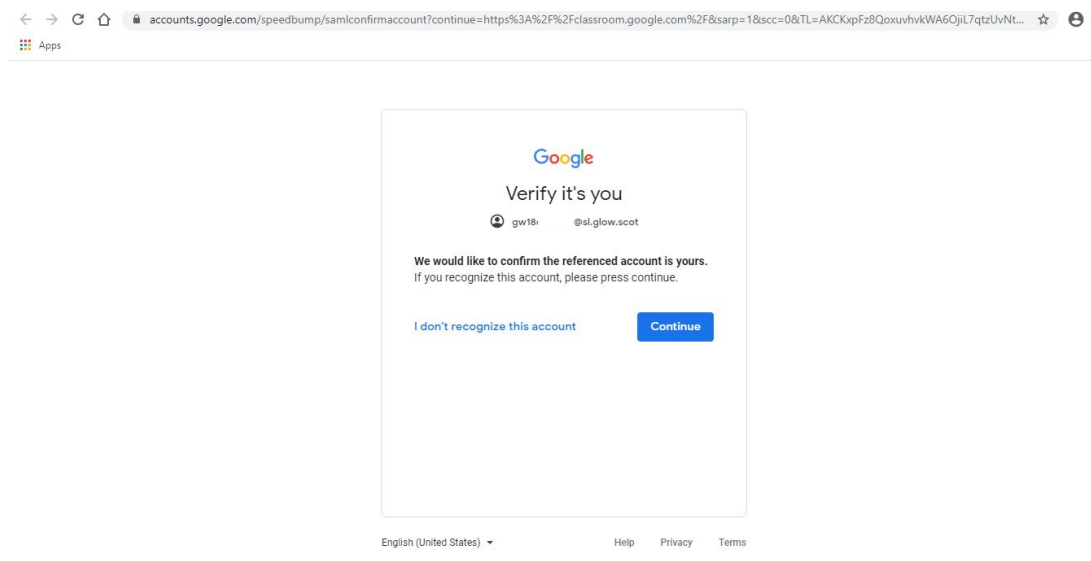 accounts.google.com/speedbump/samlconfirmaccount?continue=https%3A%2F%2Fclassroom.google.com%2F&sarp=1&scc=0&TL=AKCKxpFz8QoxuvhvkWA6OjiL7qtzUvNt...
Apps
Google
Verify it's you
gw18 @sl.glow.scot
We would like to confirm the referenced account is yours.
If you recognize this account, please press continue.
I don't recognize this account
Continue
English (United States)
Help Privacy Terms